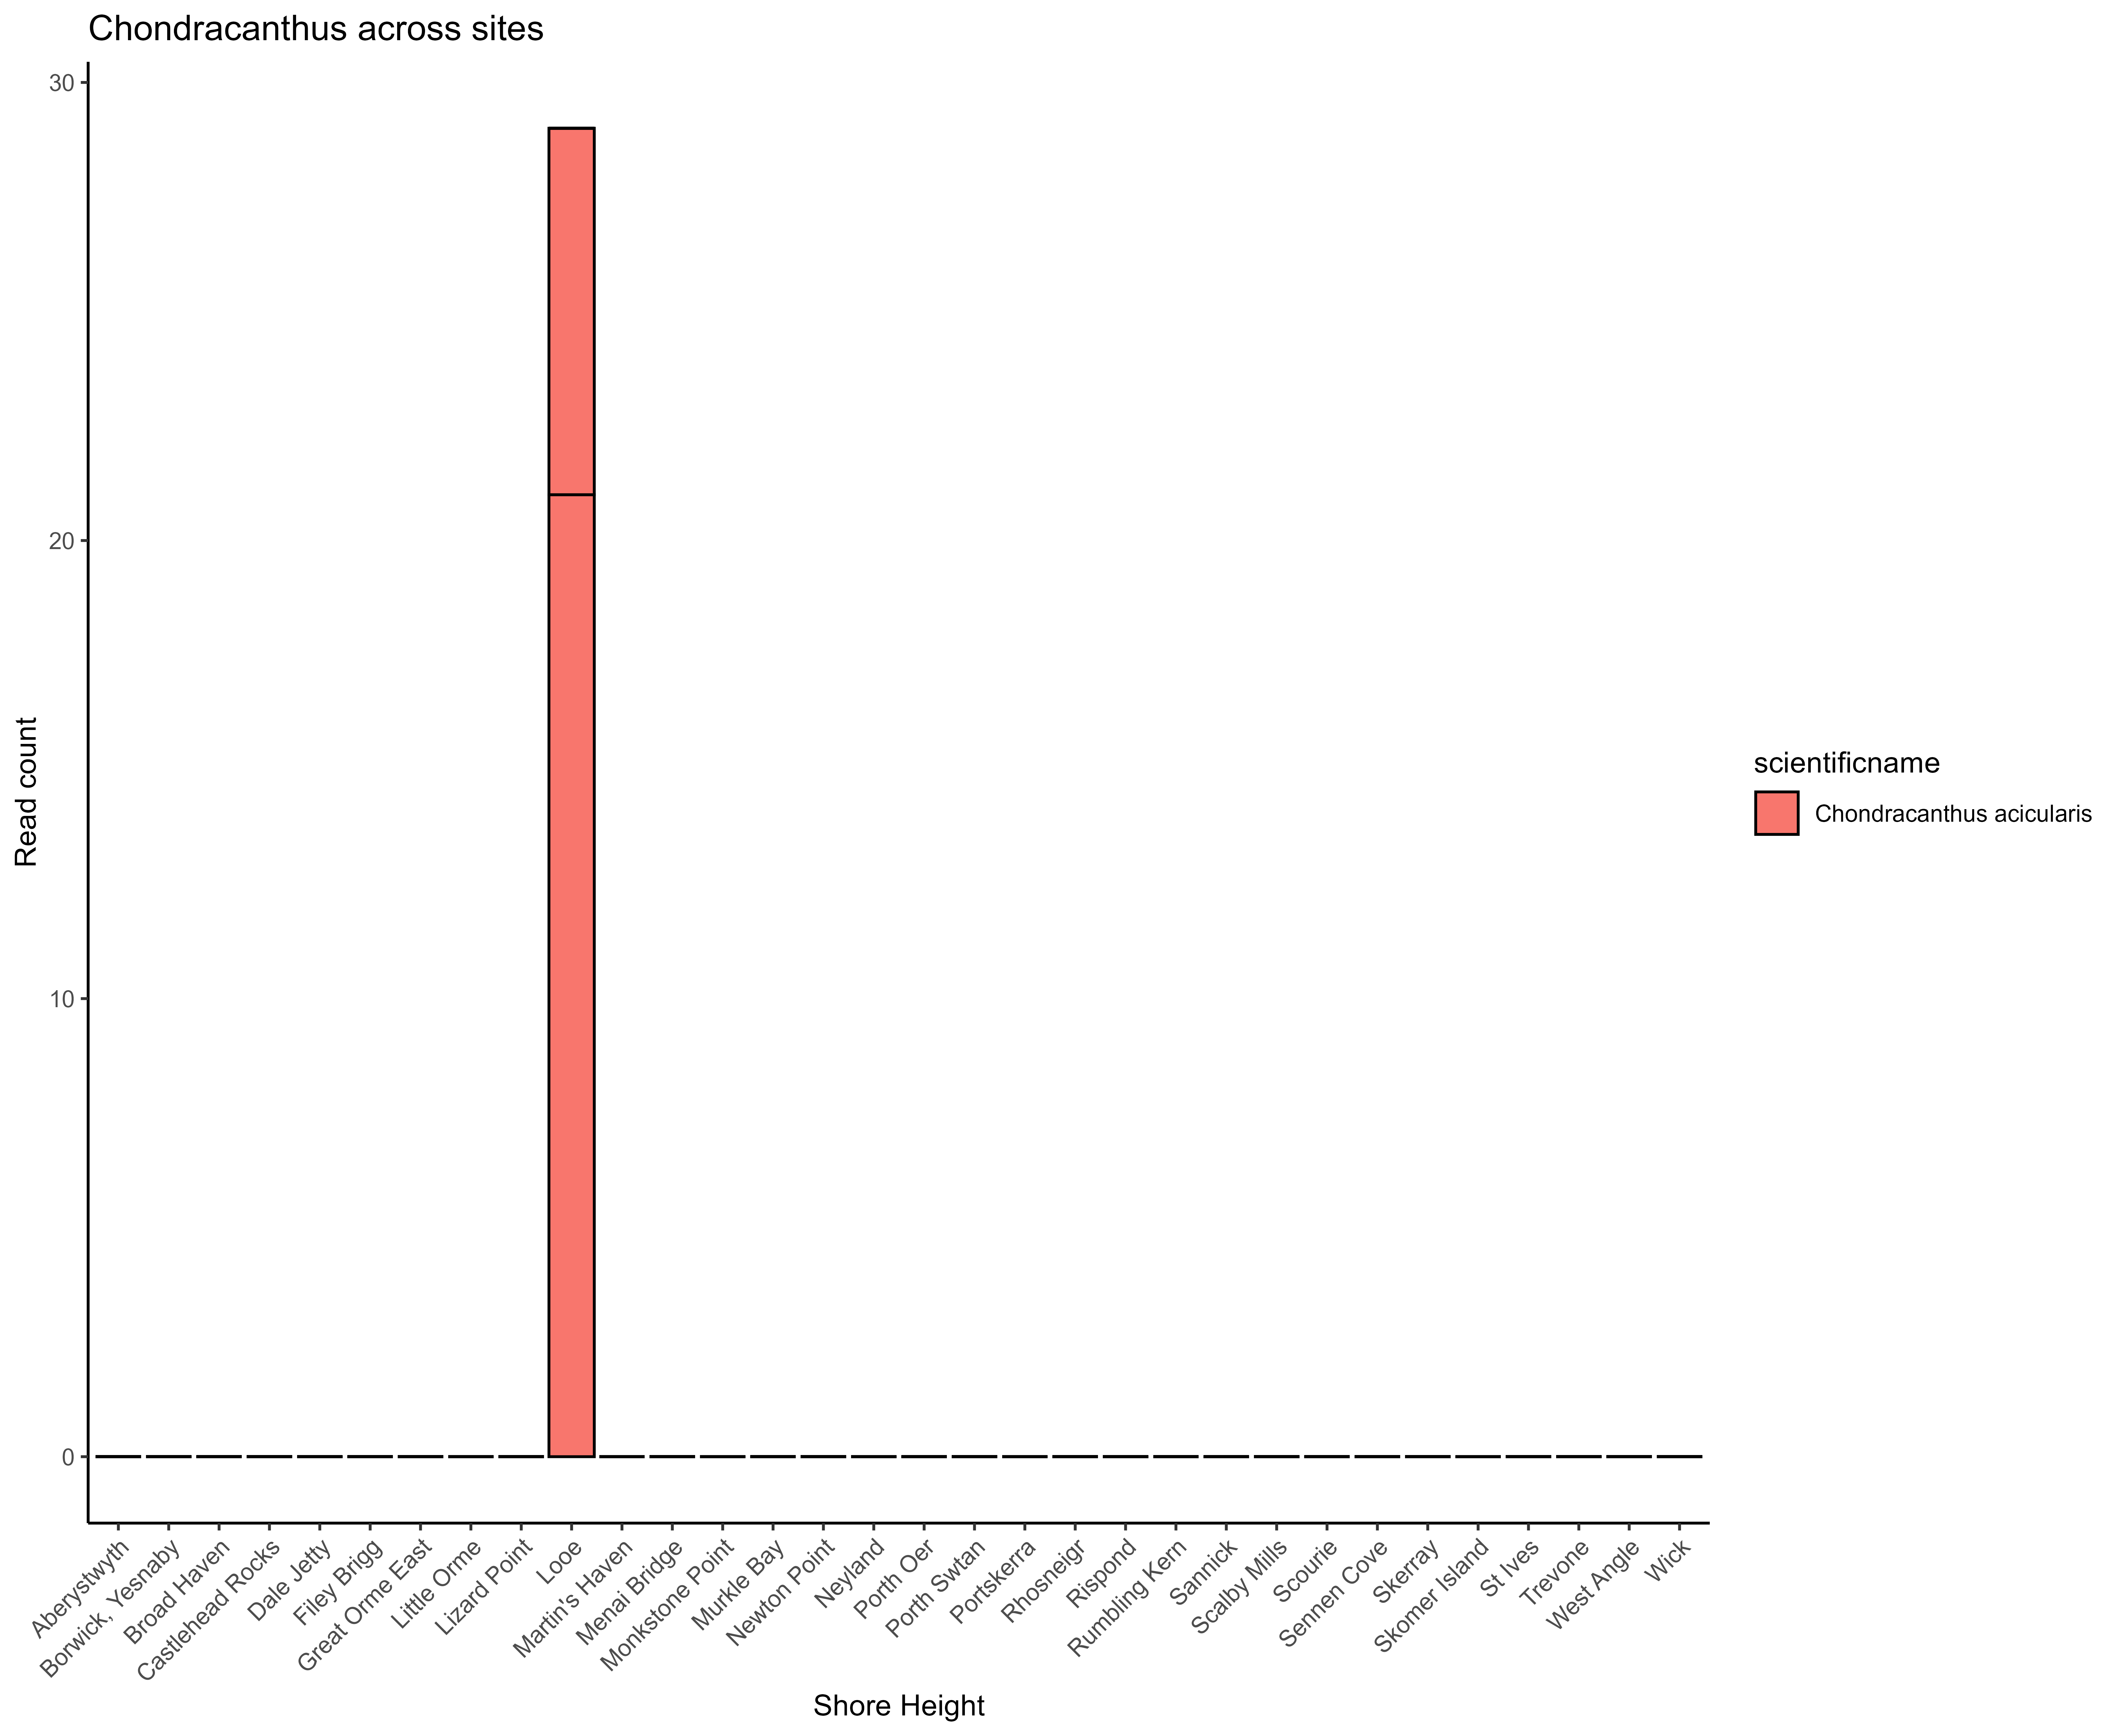 Chondracanthus across sites
30
20
10
0
Read count
Aberystwyth
Borwick, Yesnaby
Broad Haven
Castlehead Rocks
Dale Jetty
Filey Brigg
Great Orme East
Little Orme
Lizard Point
Looe
Martin's Haven
Menai Bridge
Monkstone Point
Murkle Bay
Newton Point
Neyland
Porth Oer
Porth Swtan
Portskerra
Rhosneigr
Rispond
Rumbling Kern
Sannick
Scalby Mills
Scourie
Sennen Cove
Skerray
Skomer Island
St Ives
Trevone
West Angle
Wick
Shore Height
scientificname
Chondracanthus acicularis